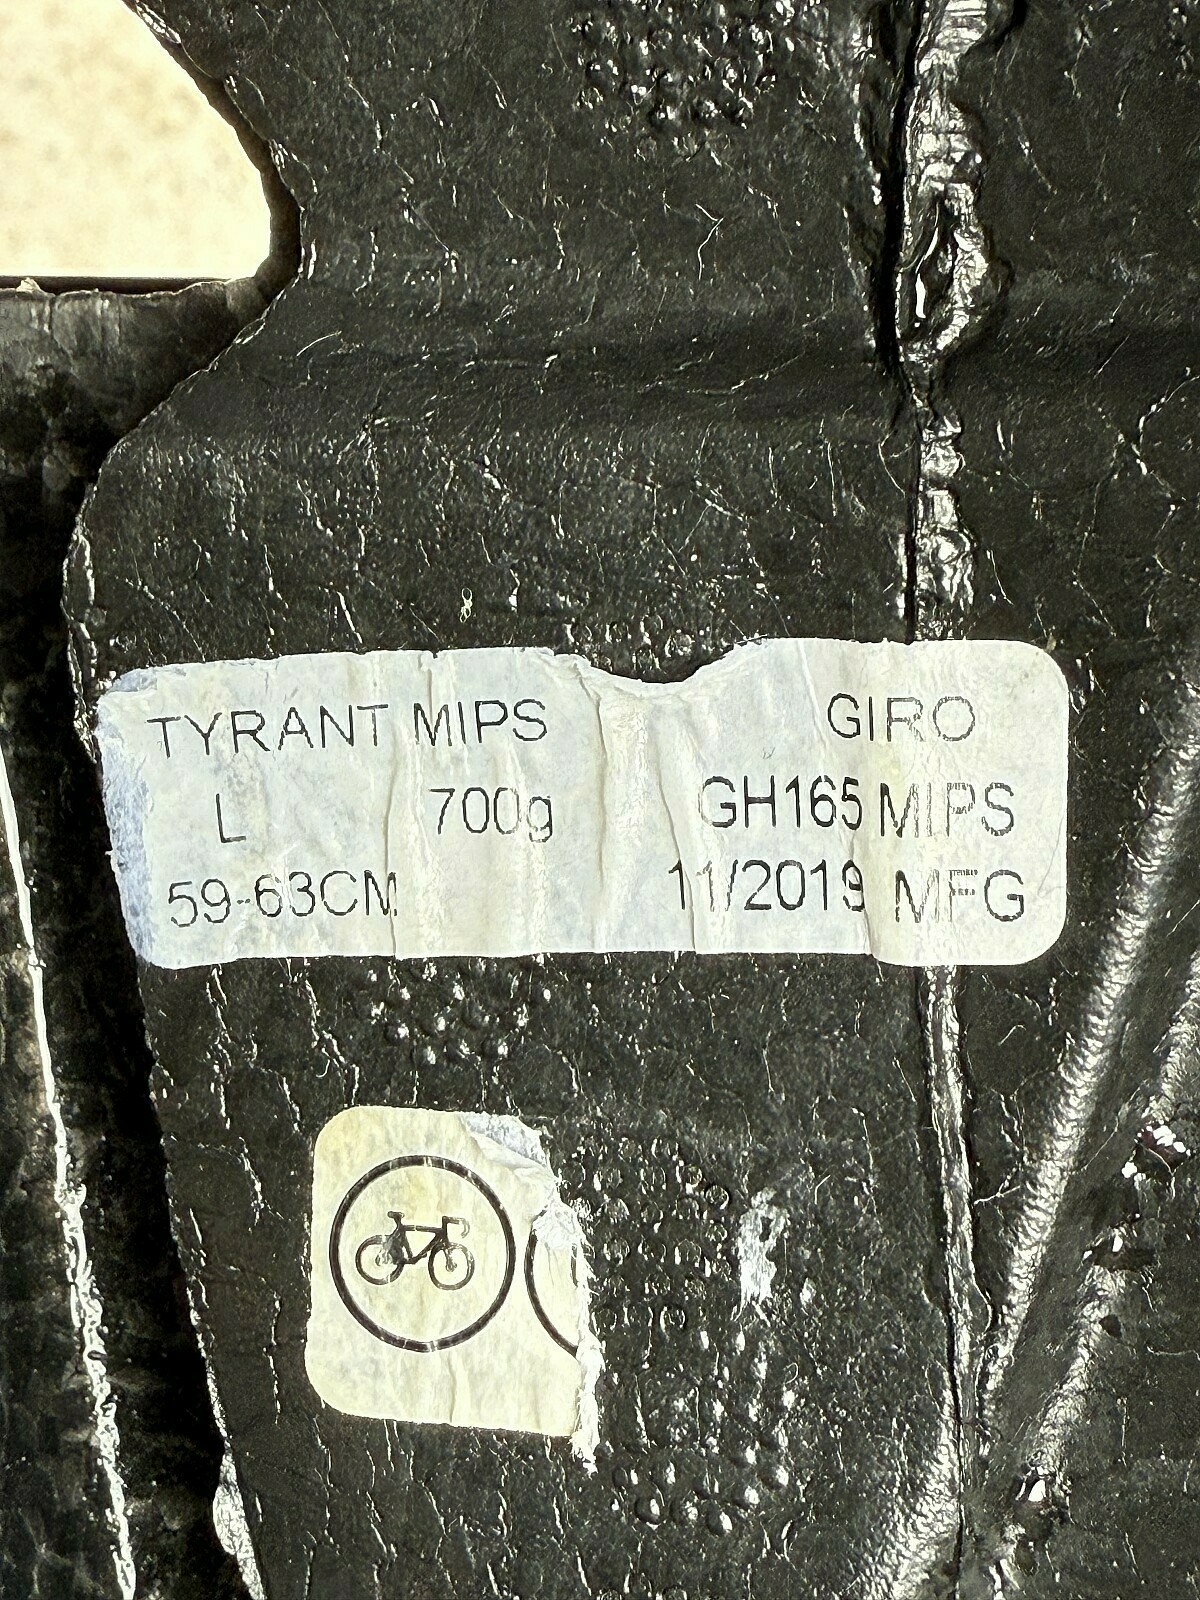 TYRANT MIPS GIRO
L 700g GH165 MIPS
59-63CM 11/2019 MFG